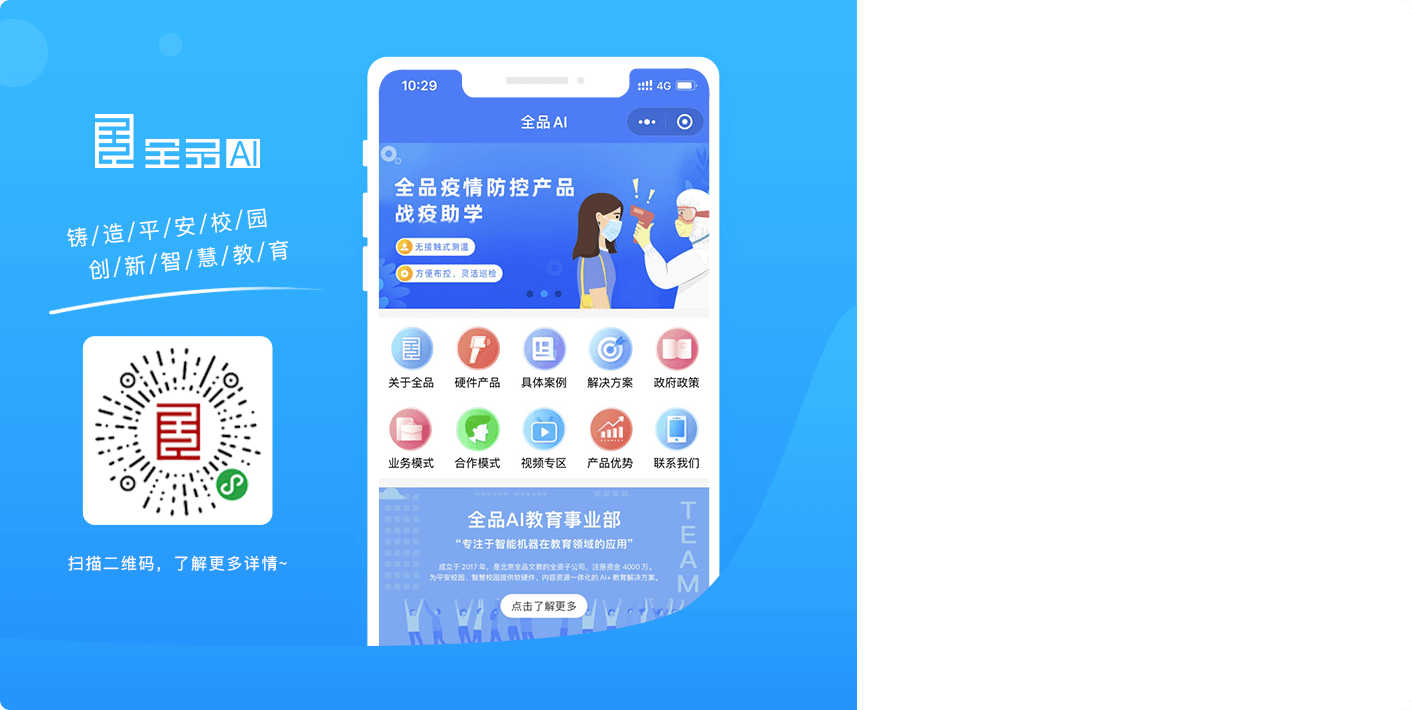 全品AI
铸/造/平/安/校/园
创/新/智/慧/教/育
扫描二维码，了解更多详情~
10:29
4G
全品AI
全品疫情防控产品
战疫助学
无接触式测温
方便布控、灵活巡检
关于全品
硬件产品
具体案例
解决方案
政府政策
业务模式
合作模式
视频专区
产品优势
联系我们
全品AI教育事业部
“专注于智能机器在教育领域的应用”
成立于 2017 年，是北京全品文教的全资子公司，注册资金 4000 万。
为平安校园、智慧校园提供软硬件、内容资源一体化的 AI+ 教育解决方案。
点击了解更多
TEAM